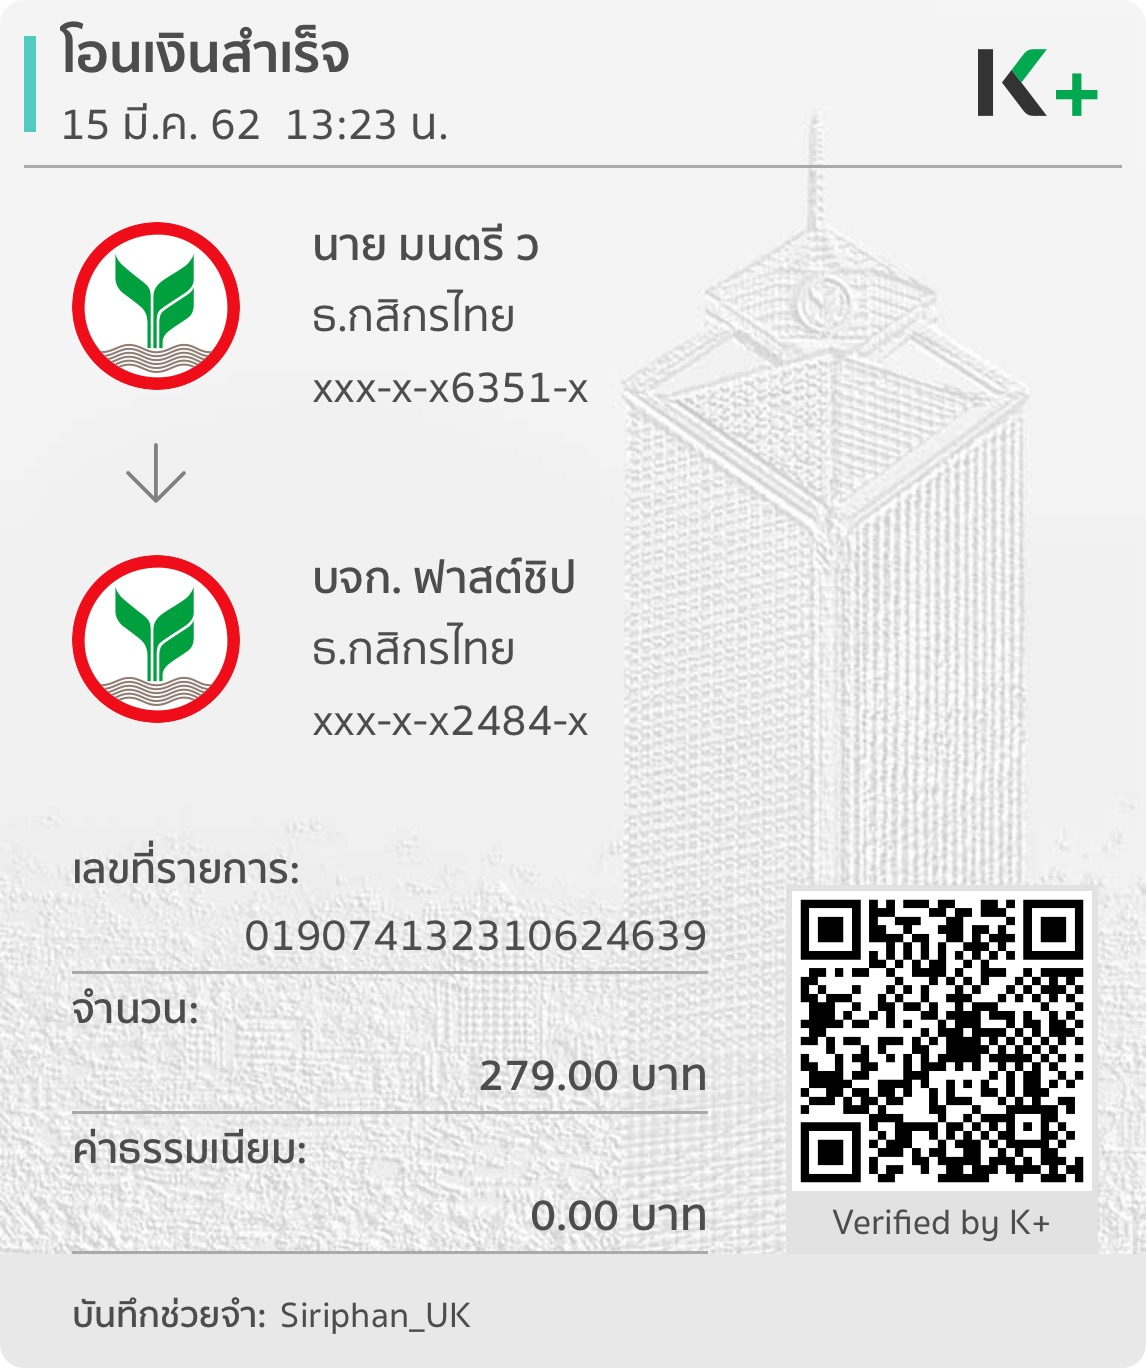 โอนเงินสำเร็จ
15 มี.ค. 62 13:23 น.
K+
นาย มนตรี ว
ธ.กสิกรไทย
xxx-x-x6351-x
บจก. ฟาสต์ชิป
ธ.กสิกรไทย
xxx-x-x2484-x
เลขที่รายการ:
019074132310624639
จำนวน:
279.00 บาท
ค่าธรรมเนียม:
0.00 บาท
Verified by K+
บันทึกช่วยจำ: Siriphan_UK